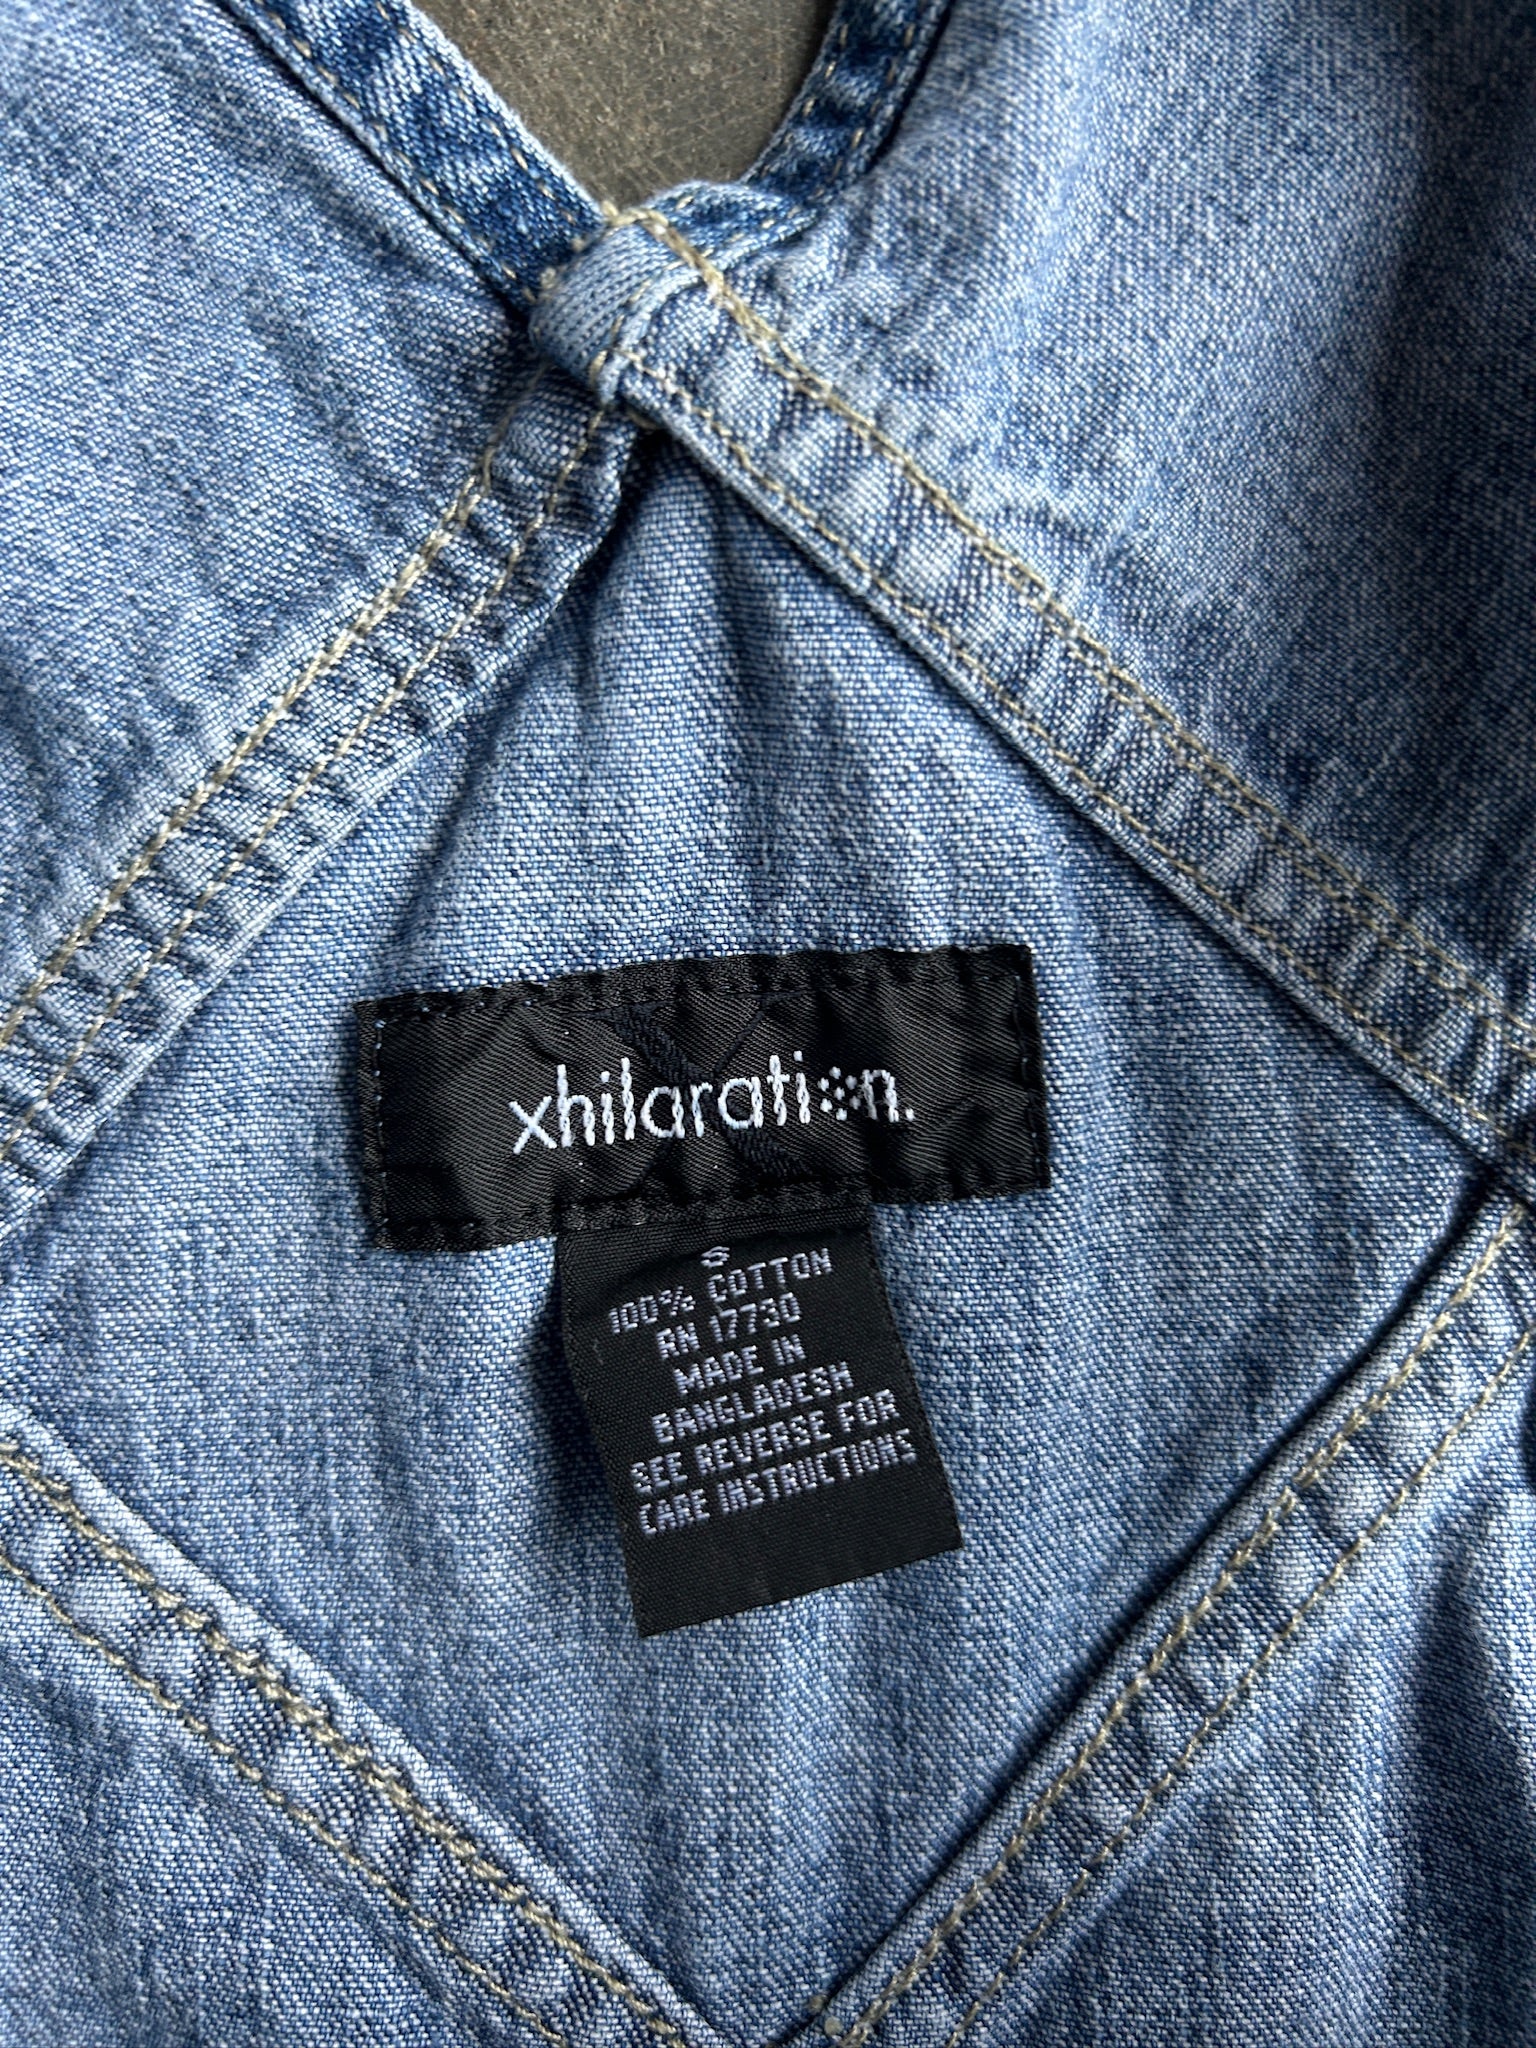 xhilaration.
S
100% COTTON
RN 17730
MADE IN
BANGLADESH
SEE REVERSE FOR
CARE INSTRUCTIONS